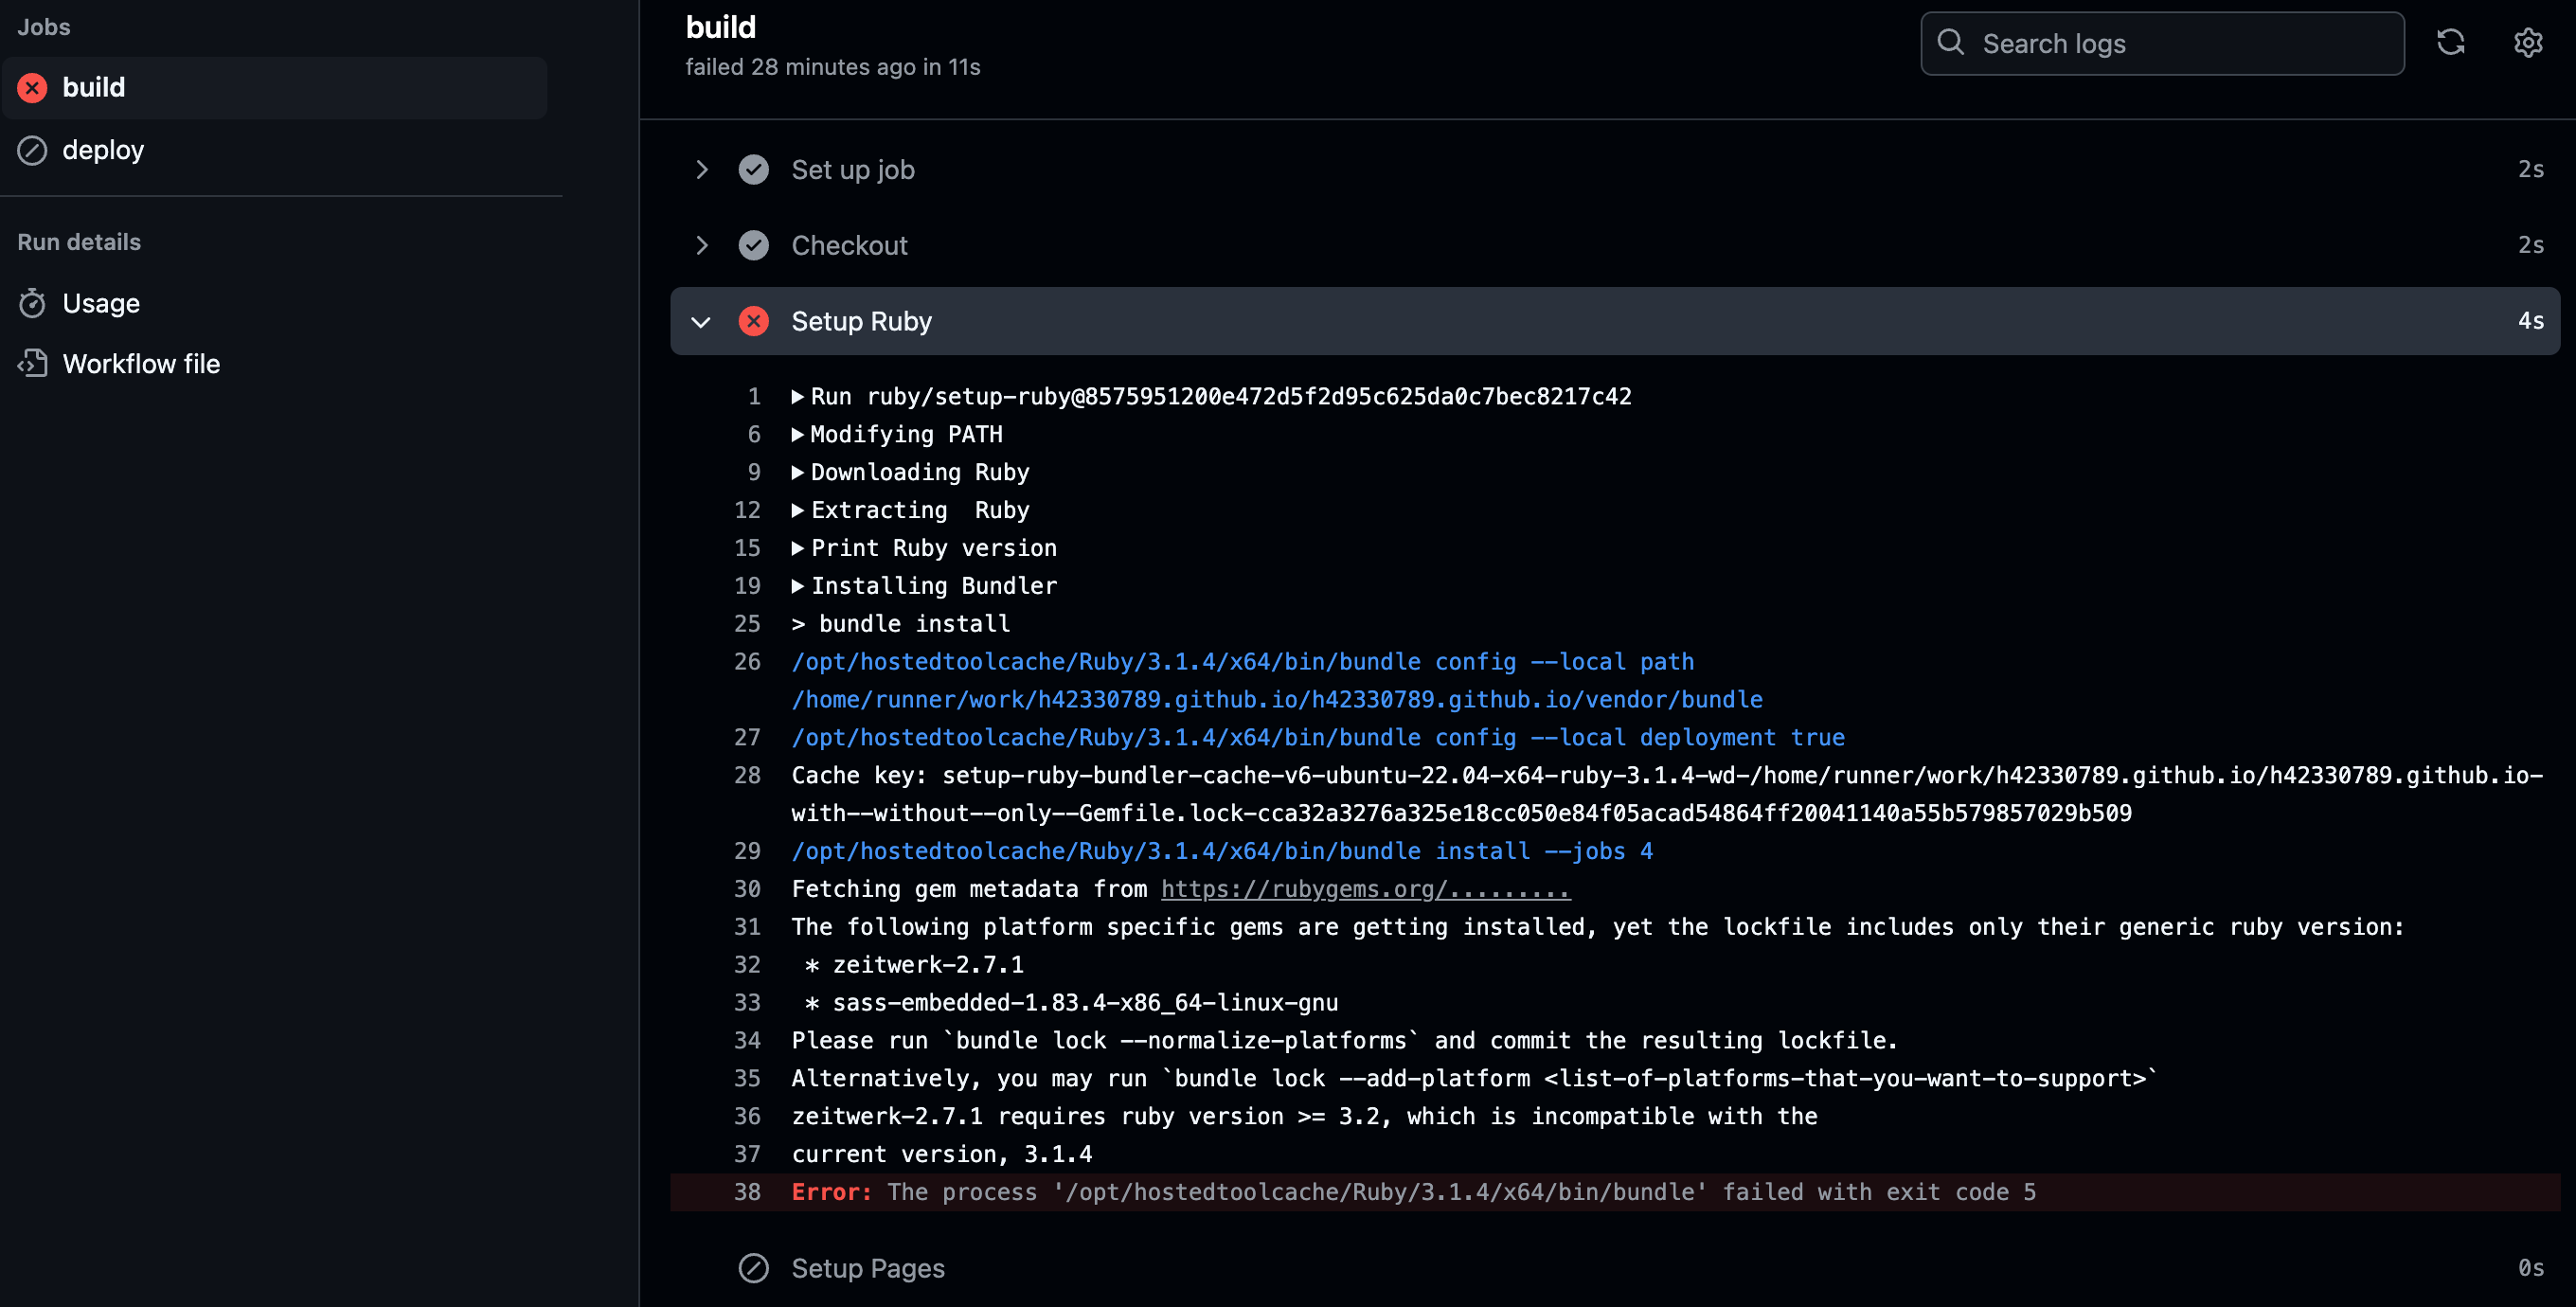 Jobs
build
deploy
Run details
Usage
Workflow file
build
failed 28 minutes ago in 11s
Search logs
Set up job 2s
Checkout 2s
Setup Ruby 4s
1 Run ruby/setup-ruby@8575951200e472d5f2d95c625da0c7bec8217c42
6 Modifying PATH
9 Downloading Ruby
12 Extracting  Ruby
15 Print Ruby version
19 Installing Bundler
25 > bundle install
26 /opt/hostedtoolcache/Ruby/3.1.4/x64/bin/bundle config --local path
/home/runner/work/h42330789.github.io/h42330789.github.io/vendor/bundle
27 /opt/hostedtoolcache/Ruby/3.1.4/x64/bin/bundle config --local deployment true
28 Cache key: setup-ruby-bundler-cache-v6-ubuntu-22.04-x64-ruby-3.1.4-wd-/home/runner/work/h42330789.github.io/h42330789.github.io-
with--without--only--Gemfile.lock-cca32a3276a325e18cc050e84f05acad54864ff20041140a55b579857029b509
29 /opt/hostedtoolcache/Ruby/3.1.4/x64/bin/bundle install --jobs 4
30 Fetching gem metadata from https://rubygems.org/.........
31 The following platform specific gems are getting installed, yet the lockfile includes only their generic ruby version:
32 * zeitwerk-2.7.1
33 * sass-embedded-1.83.4-x86_64-linux-gnu
34 Please run `bundle lock --normalize-platforms` and commit the resulting lockfile.
35 Alternatively, you may run `bundle lock --add-platform <list-of-platforms-that-you-want-to-support>`
36 zeitwerk-2.7.1 requires ruby version >= 3.2, which is incompatible with the
37 current version, 3.1.4
38 Error: The process '/opt/hostedtoolcache/Ruby/3.1.4/x64/bin/bundle' failed with exit code 5
Setup Pages 0s